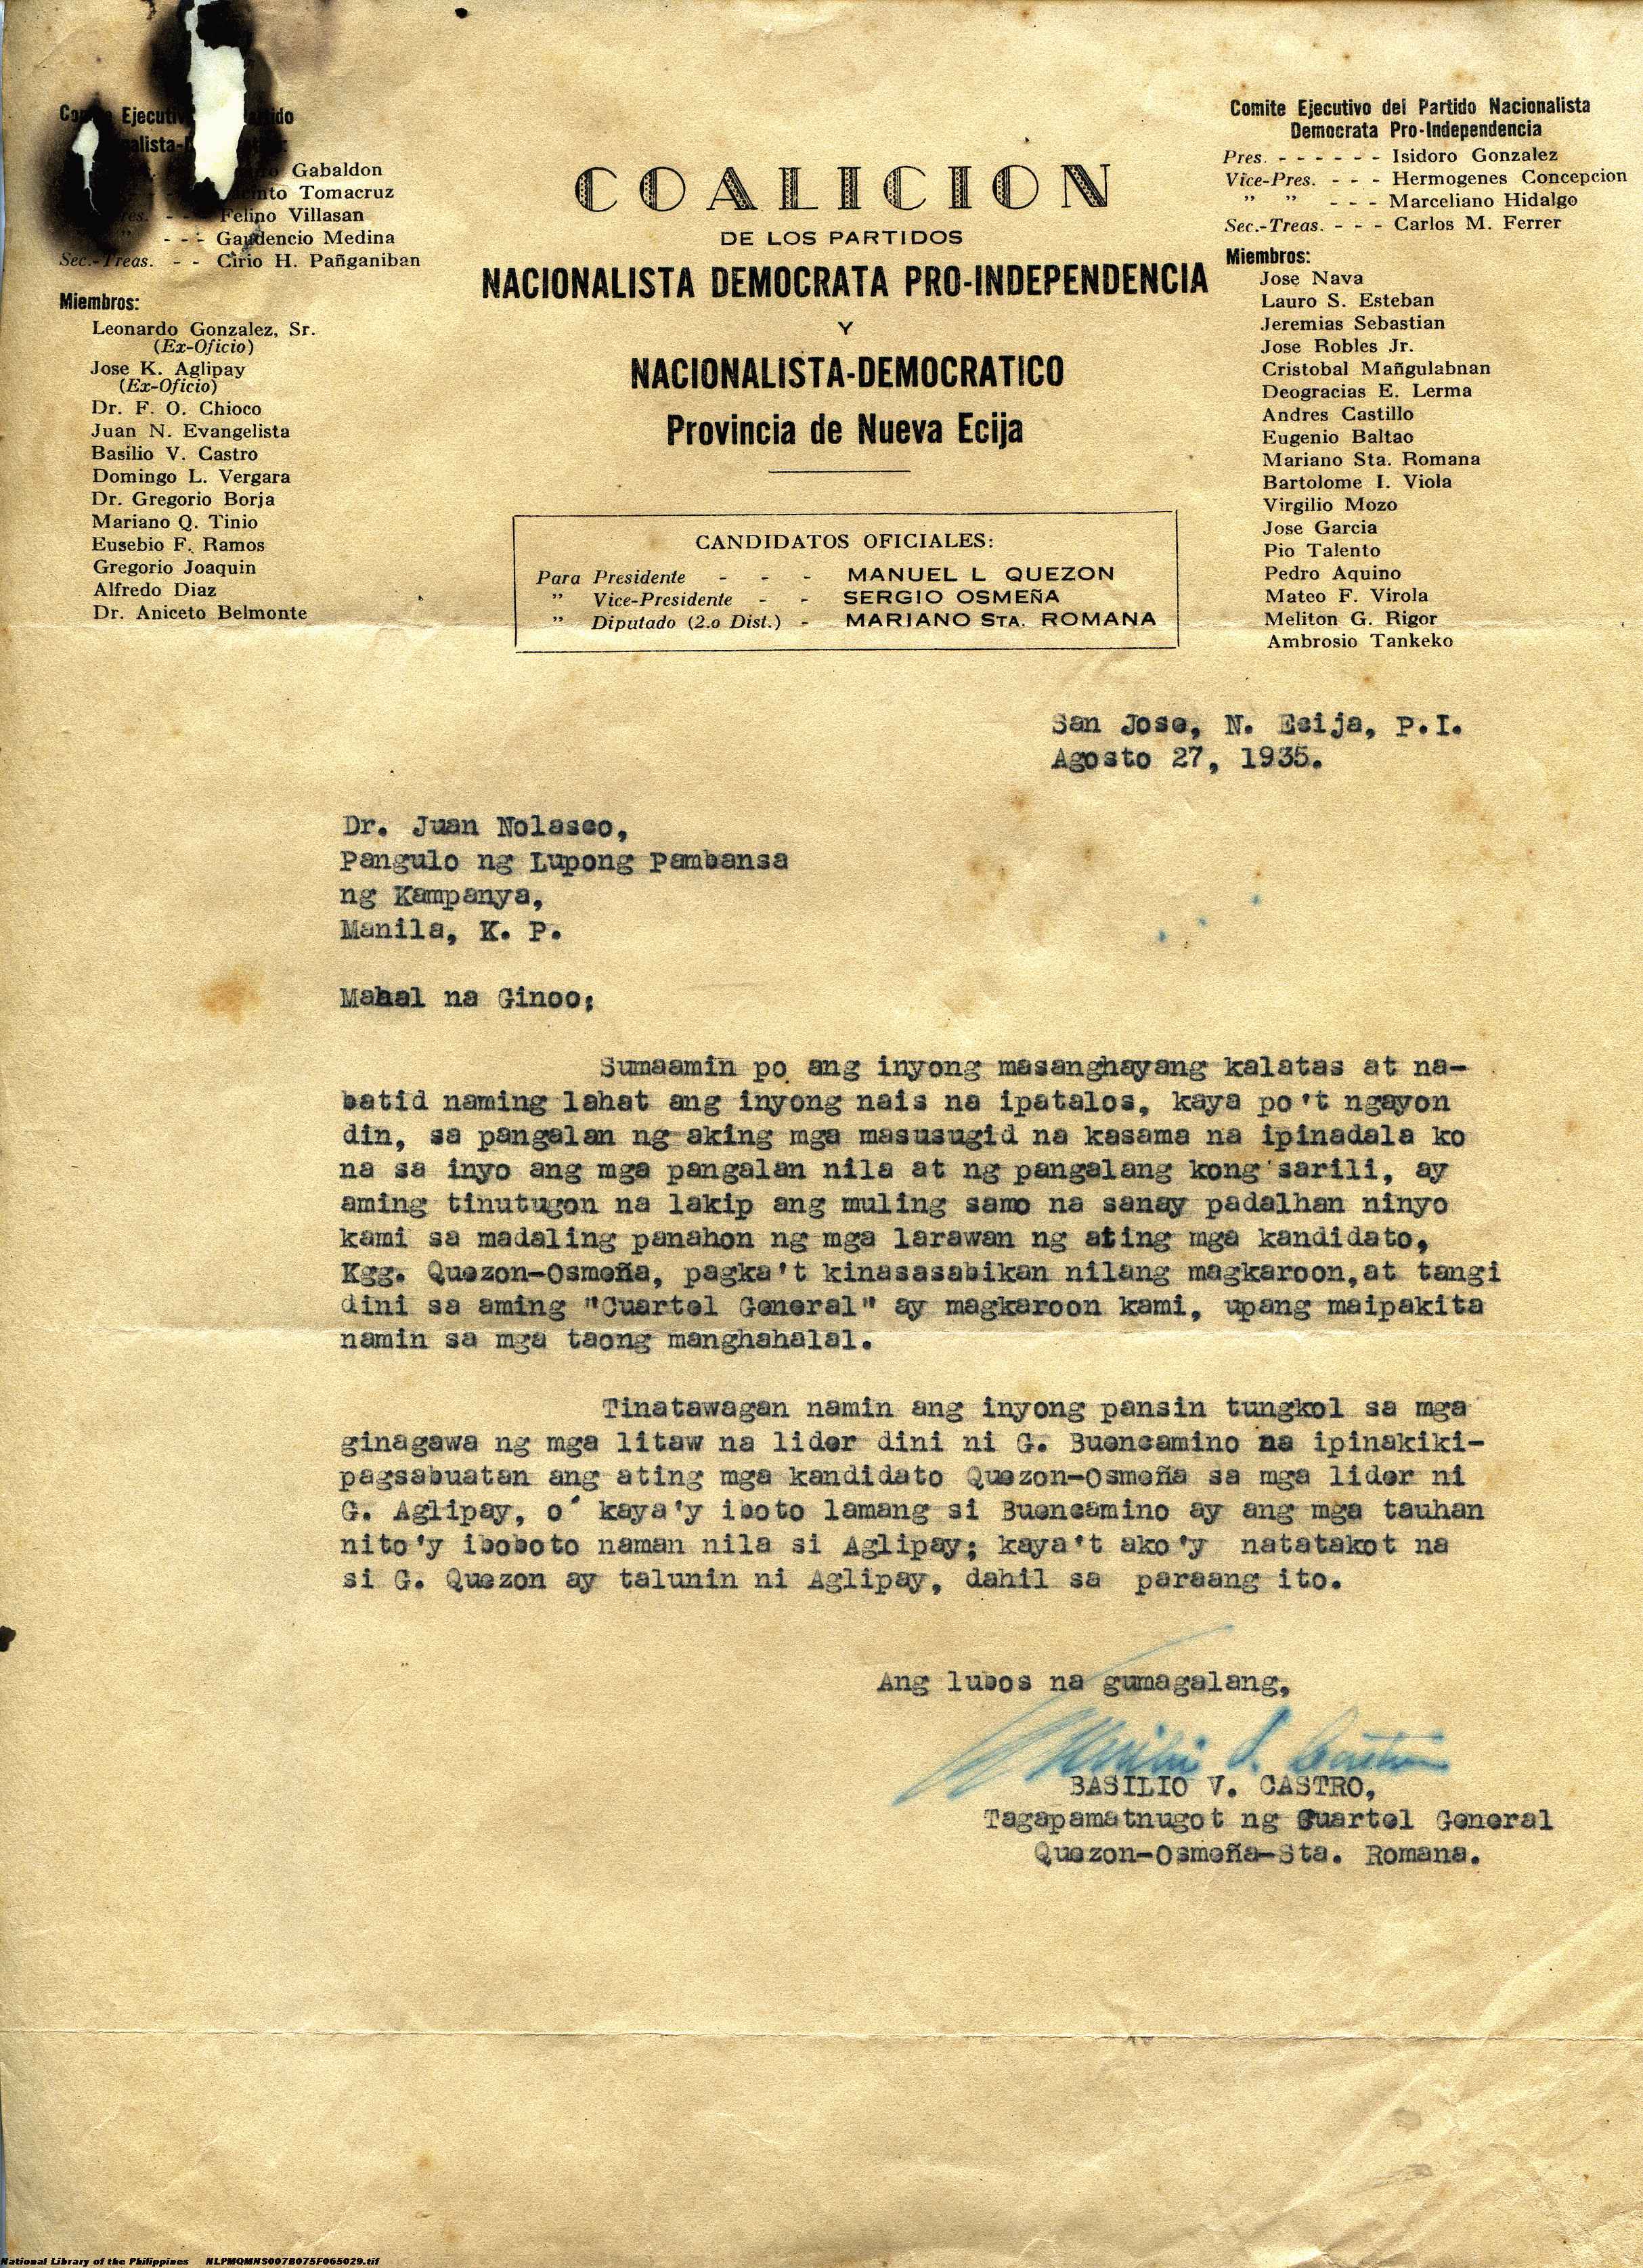 Ejecuti
Gabaldon
Tomacruz
Felino Villasan
- - - Gaudencio Medina
Sec.-Treas. - - Cirio H. Pañganiban
Miembros:
Leonardo Gonzalez, Sr.
(Ex-Oficio)
Jose K. Aglipay
(Ex-Oficio)
Dr. F. O. Chioco
Juan N. Evangelista
Basilio V. Castro
Domingo L. Vergara
Dr. Gregorio Borja
Mariano Q. Tinio
Eusebio F. Ramos
Gregorio Joaquin
Alfredo Diaz
Dr. Aniceto Belmonte
COALICION
DE LOS PARTIDOS
NACIONALISTA DEMOCRATA PRO-INDEPENDENCIA
Y
NACIONALISTA-DEMOCRATICO
Provincia de Nueva Ecija
CANDIDATOS OFICIALES:
Para Presidente - - - MANUEL L QUEZON
" Vice-Presidente - - SERGIO OSMEÑA
" Diputado (2.o Dist.) - MARIANO STA. ROMANA
Comite Ejecutivo del Partido Nacionalista
Democrata Pro-Independencia
Pres. - - - - - - Isidoro Gonzalez
Vice-Pres. - - - Hermogenes Concepcion
" " - - - Marceliano Hidalgo
Sec.-Treas. - - - Carlos M. Ferrer
Miembros:
Jose Nava
Lauro S. Esteban
Jeremias Sebastian
Jose Robles Jr.
Cristobal Mañgulabnan
Deogracias E. Lerma
Andres Castillo
Eugenio Baltao
Mariano Sta. Romana
Bartolome I. Viola
Virgilio Mozo
Jose Garcia
Pio Talento
Pedro Aquino
Mateo F. Virola
Meliton G. Rigor
Ambrosio Tankeko
San Jose, N. Ecija, P.I.
Agosto 27, 1935.
Dr. Juan Nolasco,
Pangulo ng Lupong Pambansa
ng Kampanya,
Manila, K. P.
Mahal na Ginoo;
Sumaamin po ang inyong masanghayang kalatas at na-
batid naming lahat ang inyong nais na ipatalos, kaya po't ngayon
din, sa pangalan ng aking mga masusugid na kasama na ipinadala ko
na sa inyo ang mga pangalan nila at ng pangalang kong sarili, ay
aming tinutugon na lakip ang muling samo na sanay padalhan ninyo
kami sa madaling panahon ng mga larawan ng ating mga kandidato,
Kgg. Quezon-Osmeña, pagka't kinasasabikan nilang magkaroon, at tangi
dini sa aming "Cuartel General" ay magkaroon kami, upang maipakita
namin sa mga taong manghahalal.
Tinatawagan namin ang inyong pansin tungkol sa mga
ginagawa ng mga litaw na lider dini ni G. Buencamino na ipinakiki-
pagsabuatan ang ating mga kandidato Quezon-Osmeña sa mga lider ni
G. Aglipay, o' kaya'y iboto lamang si Buencamino ay ang mga tauhan
nito'y iboboto naman nila si Aglipay; kaya't ako'y natatakot na
si G. Quezon ay talunin ni Aglipay, dahil sa paraang ito.
Ang lubos na gumagalang,
BASILIO V. CASTRO,
Tagapamatnugot ng Cuartel General
Quezon-Osmeña-Sta. Romana.
National Library of the Philippines NLPMQMNS007B075F065029.tif